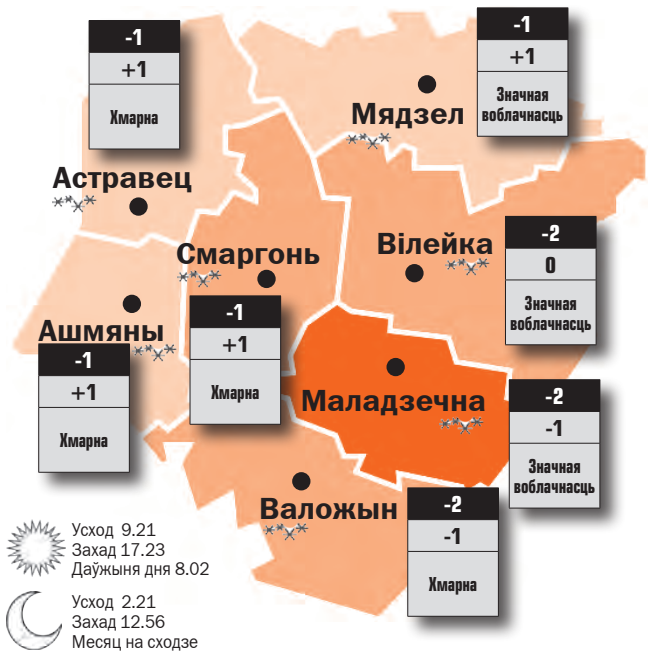 -1
+1
Хмарна
-1
+1
Значная
воблачнасць
Мядзел
Астравец
Смаргонь
Вілейка
-2
0
Значная
воблачнасць
Ашмяны
-1
+1
Хмарна
-1
+1
Хмарна
Маладзечна
-2
-1
Значная
воблачнасць
Валожын
-2
-1
Хмарна
Усход 9.21
Захад 17.23
Даўжыня дня 8.02
Усход 2.21
Захад 12.56
Месяц на сходзе